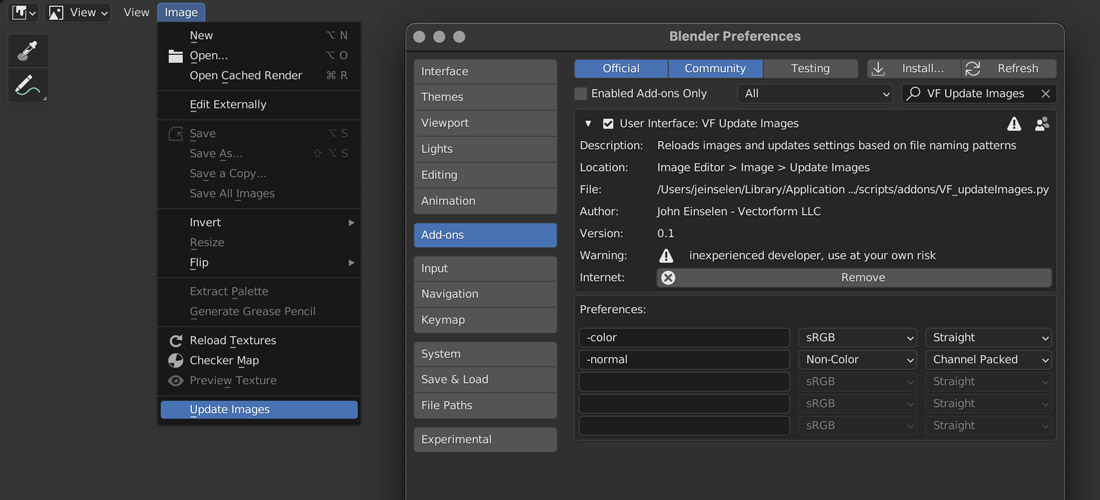 View
View
Image
New ⌥ N
Open... ⌥ O
Open Cached Render ⌘ R
Edit Externally
Save ⌥ S
Save As... ⇧ ⌥ S
Save a Copy...
Save All Images
Invert
Resize
Flip
Extract Palette
Generate Grease Pencil
Reload Textures
Checker Map
Preview Texture
Update Images
Blender Preferences
Interface
Themes
Viewport
Lights
Editing
Animation
Add-ons
Input
Navigation
Keymap
System
Save & Load
File Paths
Experimental
Official Community Testing Install... Refresh
Enabled Add-ons Only All VF Update Images
User Interface: VF Update Images
Description: Reloads images and updates settings based on file naming patterns
Location: Image Editor > Image > Update Images
File: /Users/jeinselen/Library/Application .../scripts/addons/VF_updateImages.py
Author: John Einselen - Vectorform LLC
Version: 0.1
Warning: inexperienced developer, use at your own risk
Internet: Remove
Preferences:
-color sRGB Straight
-normal Non-Color Channel Packed
sRGB Straight
sRGB Straight
sRGB Straight